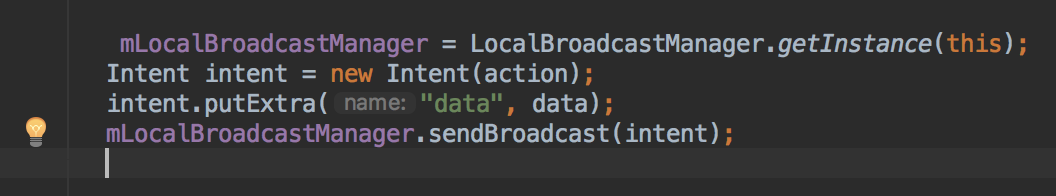 mLocalBroadcastManager = LocalBroadcastManager.getInstance(this);
Intent intent = new Intent(action);
intent.putExtra( name: "data", data);
mLocalBroadcastManager.sendBroadcast(intent);